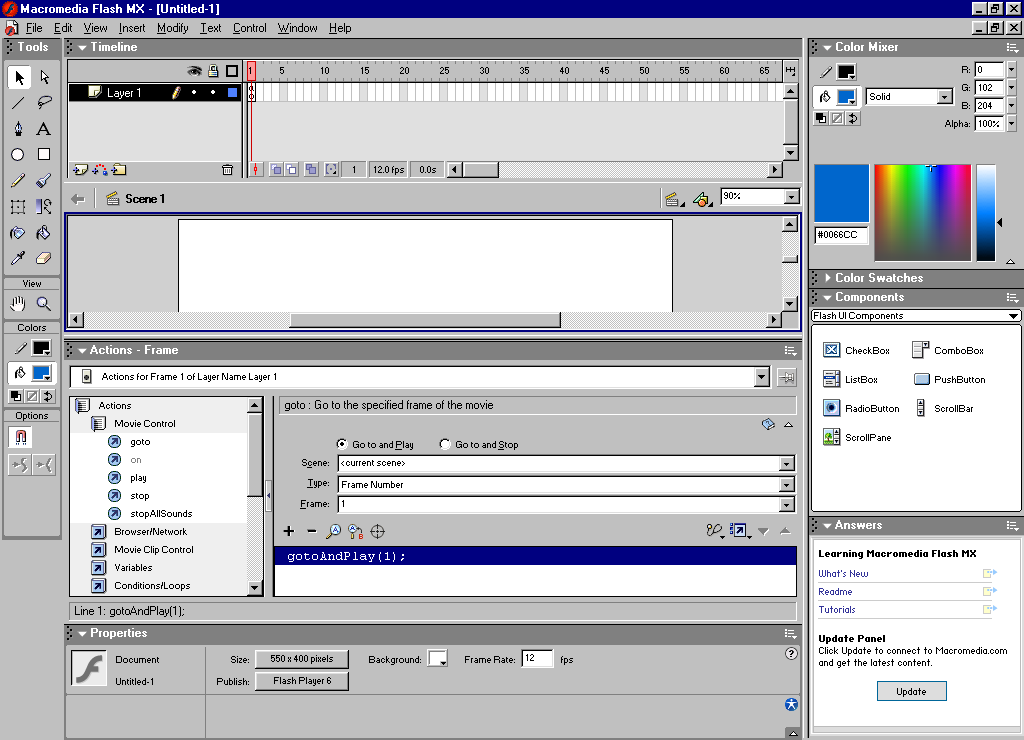 Macromedia Flash MX - [Untitled-1]
File Edit View Insert Modify Text Control Window Help
Tools
Timeline
1 5 10 15 20 25 30 35 40 45 50 55 60 65
Layer 1
1 12.0 fps 0.0s
Scene 1
90%
View
Colors
Options
Actions - Frame
Actions for Frame 1 of Layer Name Layer 1
Actions
Movie Control
goto
on
play
stop
stopAllSounds
Browser/Network
Movie Clip Control
Variables
Conditions/Loops
goto : Go to the specified frame of the movie
Go to and Play Go to and Stop
Scene: <current scene>
Type: Frame Number
Frame: 1
gotoAndPlay(1);
Line 1: gotoAndPlay(1);
Properties
Document
Untitled-1
Size: 550 x 400 pixels
Background:
Frame Rate: 12 fps
Publish: Flash Player 6
Color Mixer
R: 0
Solid
G: 102
B: 204
Alpha: 100%
#0066CC
Color Swatches
Components
Flash UI Components
CheckBox ComboBox
ListBox PushButton
RadioButton ScrollBar
ScrollPane
Answers
Learning Macromedia Flash MX
What's New
Readme
Tutorials
Update Panel
Click Update to connect to Macromedia.com
and get the latest content.
Update